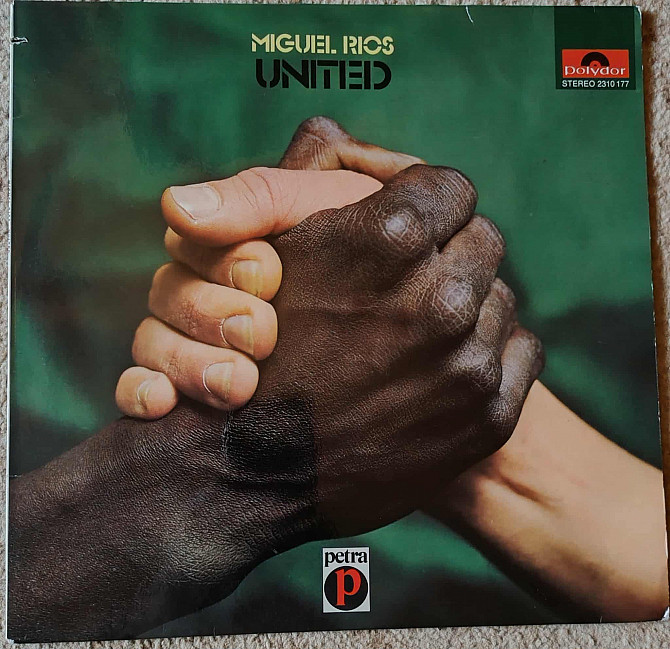 MIGUEL RIOS
UNITED
Polydor
STEREO 2310 177
petra
p